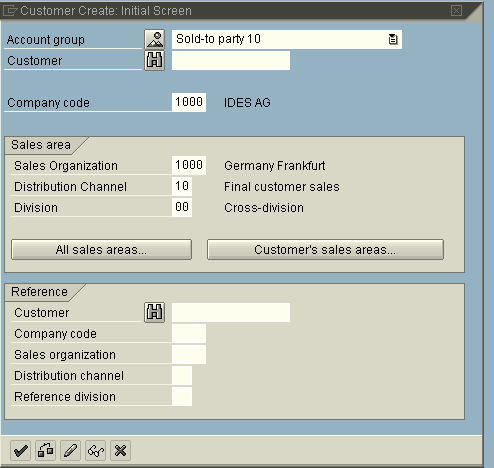 Customer Create: Initial Screen
Account group Sold-to party 10
Customer
Company code 1000 IDES AG
Sales area
Sales Organization 1000 Germany Frankfurt
Distribution Channel 10 Final customer sales
Division 00 Cross-division
All sales areas... Customer's sales areas...
Reference
Customer
Company code
Sales organization
Distribution channel
Reference division